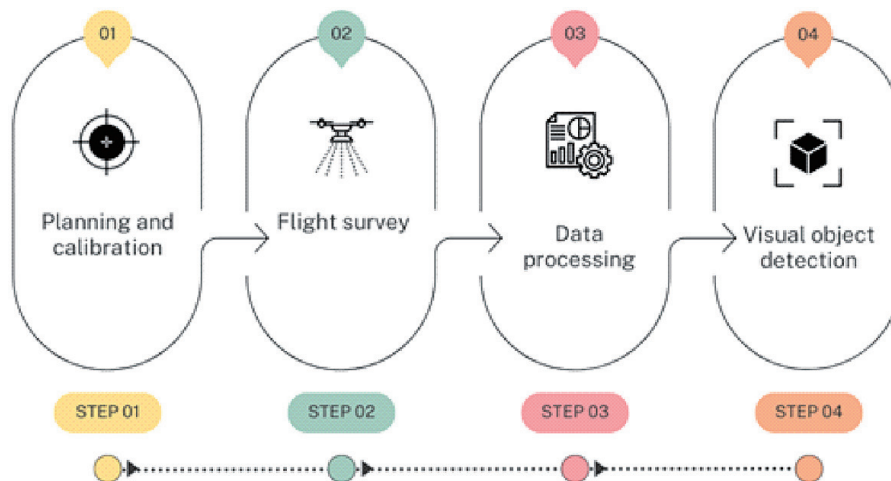 01
02
03
04
Planning and
calibration
Flight survey
Data
processing
Visual object
detection
STEP 01
STEP 02
STEP 03
STEP 04